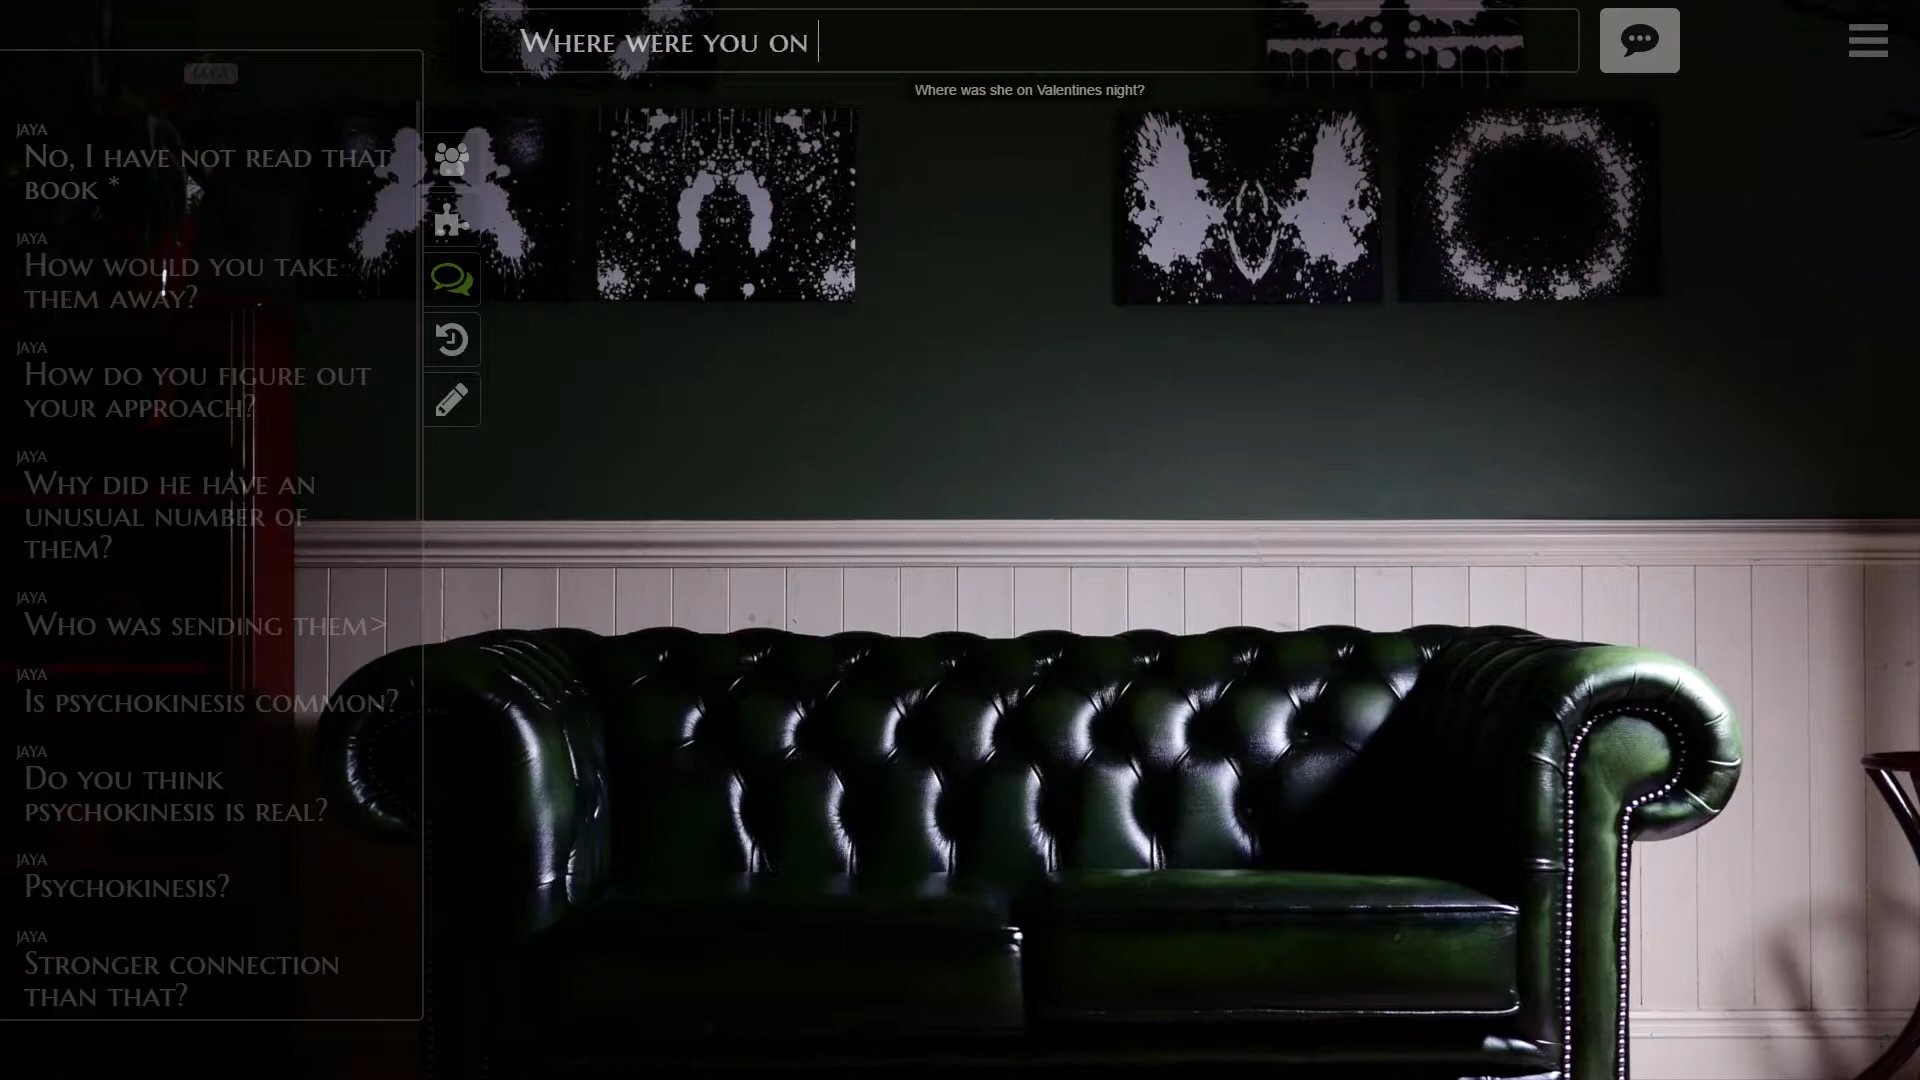 Where were you on
Where was she on Valentines night?
JAYA
JAYA
No, I have not read that
book *
JAYA
How would you take
them away?
JAYA
How do you figure out
your approach?
JAYA
Why did he have an
unusual number of
them?
JAYA
Who was sending them>
JAYA
Is psychokinesis common?
JAYA
Do you think
psychokinesis is real?
JAYA
Psychokinesis?
JAYA
Stronger connection
than that?